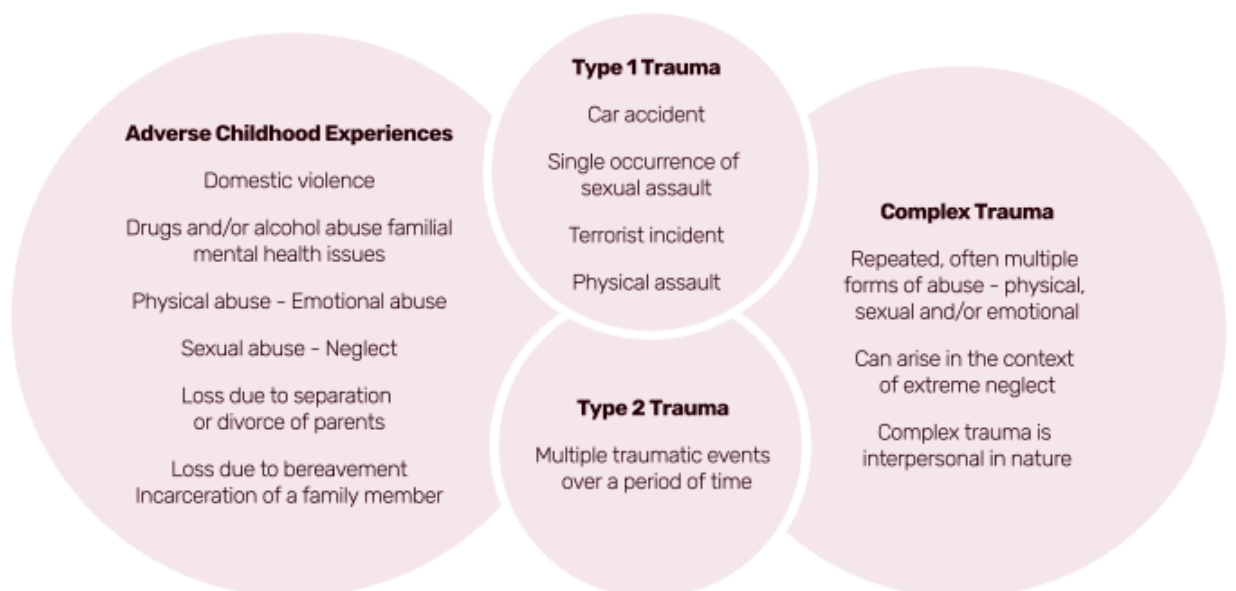 Adverse Childhood Experiences
Domestic violence
Drugs and/or alcohol abuse familial
mental health issues
Physical abuse - Emotional abuse
Sexual abuse - Neglect
Loss due to separation
or divorce of parents
Loss due to bereavement
Incarceration of a family member
Type 1 Trauma
Car accident
Single occurrence of
sexual assault
Terrorist incident
Physical assault
Type 2 Trauma
Multiple traumatic events
over a period of time
Complex Trauma
Repeated, often multiple
forms of abuse - physical,
sexual and/or emotional
Can arise in the context
of extreme neglect
Complex trauma is
interpersonal in nature